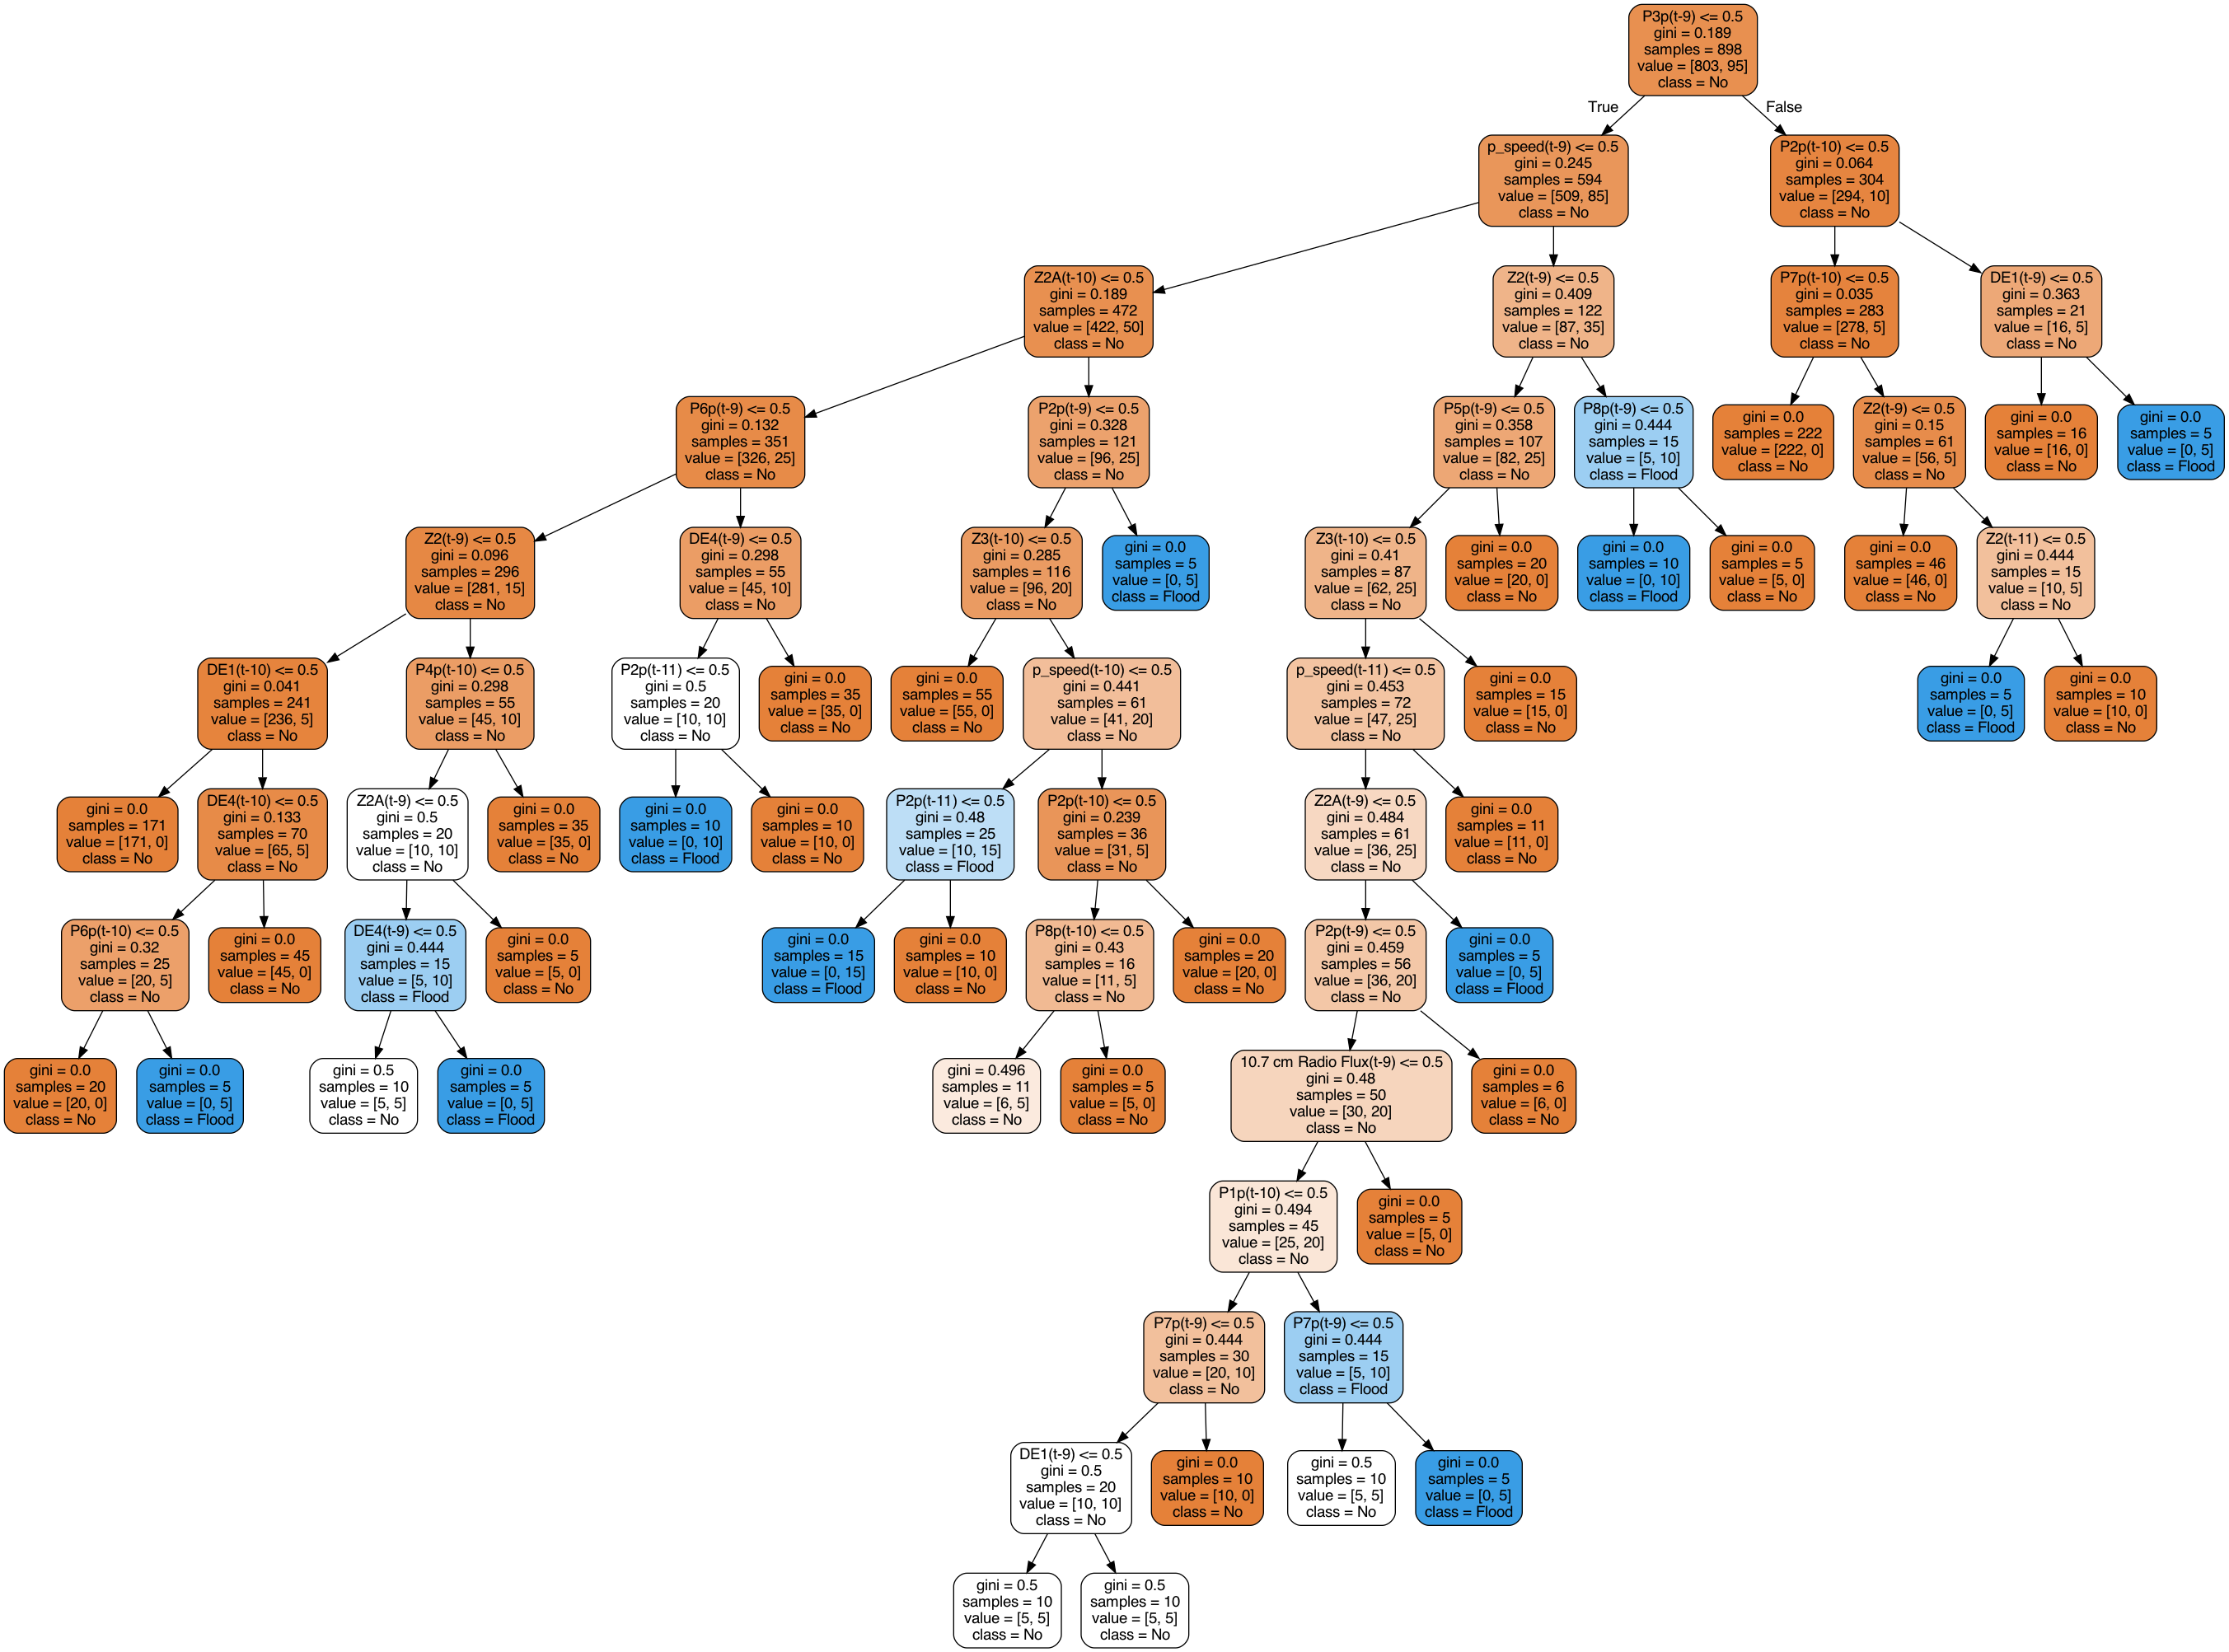 P3p(t-9) <= 0.5
gini = 0.189
samples = 898
value = [803, 95]
class = No
True
False
p_speed(t-9) <= 0.5
gini = 0.245
samples = 594
value = [509, 85]
class = No
P2p(t-10) <= 0.5
gini = 0.064
samples = 304
value = [294, 10]
class = No
Z2A(t-10) <= 0.5
gini = 0.189
samples = 472
value = [422, 50]
class = No
Z2(t-9) <= 0.5
gini = 0.409
samples = 122
value = [87, 35]
class = No
P7p(t-10) <= 0.5
gini = 0.035
samples = 283
value = [278, 5]
class = No
DE1(t-9) <= 0.5
gini = 0.363
samples = 21
value = [16, 5]
class = No
P6p(t-9) <= 0.5
gini = 0.132
samples = 351
value = [326, 25]
class = No
P2p(t-9) <= 0.5
gini = 0.328
samples = 121
value = [96, 25]
class = No
P5p(t-9) <= 0.5
gini = 0.358
samples = 107
value = [82, 25]
class = No
P8p(t-9) <= 0.5
gini = 0.444
samples = 15
value = [5, 10]
class = Flood
gini = 0.0
samples = 222
value = [222, 0]
class = No
Z2(t-9) <= 0.5
gini = 0.15
samples = 61
value = [56, 5]
class = No
gini = 0.0
samples = 16
value = [16, 0]
class = No
gini = 0.0
samples = 5
value = [0, 5]
class = Flood
Z2(t-9) <= 0.5
gini = 0.096
samples = 296
value = [281, 15]
class = No
DE4(t-9) <= 0.5
gini = 0.298
samples = 55
value = [45, 10]
class = No
Z3(t-10) <= 0.5
gini = 0.285
samples = 116
value = [96, 20]
class = No
gini = 0.0
samples = 5
value = [0, 5]
class = Flood
Z3(t-10) <= 0.5
gini = 0.41
samples = 87
value = [62, 25]
class = No
gini = 0.0
samples = 20
value = [20, 0]
class = No
gini = 0.0
samples = 10
value = [0, 10]
class = Flood
gini = 0.0
samples = 5
value = [5, 0]
class = No
gini = 0.0
samples = 46
value = [46, 0]
class = No
Z2(t-11) <= 0.5
gini = 0.444
samples = 15
value = [10, 5]
class = No
DE1(t-10) <= 0.5
gini = 0.041
samples = 241
value = [236, 5]
class = No
P4p(t-10) <= 0.5
gini = 0.298
samples = 55
value = [45, 10]
class = No
P2p(t-11) <= 0.5
gini = 0.5
samples = 20
value = [10, 10]
class = No
gini = 0.0
samples = 35
value = [35, 0]
class = No
gini = 0.0
samples = 55
value = [55, 0]
class = No
p_speed(t-10) <= 0.5
gini = 0.441
samples = 61
value = [41, 20]
class = No
p_speed(t-11) <= 0.5
gini = 0.453
samples = 72
value = [47, 25]
class = No
gini = 0.0
samples = 15
value = [15, 0]
class = No
gini = 0.0
samples = 5
value = [0, 5]
class = Flood
gini = 0.0
samples = 10
value = [10, 0]
class = No
gini = 0.0
samples = 171
value = [171, 0]
class = No
DE4(t-10) <= 0.5
gini = 0.133
samples = 70
value = [65, 5]
class = No
Z2A(t-9) <= 0.5
gini = 0.5
samples = 20
value = [10, 10]
class = No
gini = 0.0
samples = 35
value = [35, 0]
class = No
gini = 0.0
samples = 10
value = [0, 10]
class = Flood
gini = 0.0
samples = 10
value = [10, 0]
class = No
P2p(t-11) <= 0.5
gini = 0.48
samples = 25
value = [10, 15]
class = Flood
P2p(t-10) <= 0.5
gini = 0.239
samples = 36
value = [31, 5]
class = No
Z2A(t-9) <= 0.5
gini = 0.484
samples = 61
value = [36, 25]
class = No
gini = 0.0
samples = 11
value = [11, 0]
class = No
P6p(t-10) <= 0.5
gini = 0.32
samples = 25
value = [20, 5]
class = No
gini = 0.0
samples = 45
value = [45, 0]
class = No
DE4(t-9) <= 0.5
gini = 0.444
samples = 15
value = [5, 10]
class = Flood
gini = 0.0
samples = 5
value = [5, 0]
class = No
gini = 0.0
samples = 15
value = [0, 15]
class = Flood
gini = 0.0
samples = 10
value = [10, 0]
class = No
P8p(t-10) <= 0.5
gini = 0.43
samples = 16
value = [11, 5]
class = No
gini = 0.0
samples = 20
value = [20, 0]
class = No
P2p(t-9) <= 0.5
gini = 0.459
samples = 56
value = [36, 20]
class = No
gini = 0.0
samples = 5
value = [0, 5]
class = Flood
gini = 0.0
samples = 20
value = [20, 0]
class = No
gini = 0.0
samples = 5
value = [0, 5]
class = Flood
gini = 0.5
samples = 10
value = [5, 5]
class = No
gini = 0.0
samples = 5
value = [0, 5]
class = Flood
gini = 0.496
samples = 11
value = [6, 5]
class = No
gini = 0.0
samples = 5
value = [5, 0]
class = No
10.7 cm Radio Flux(t-9) <= 0.5
gini = 0.48
samples = 50
value = [30, 20]
class = No
gini = 0.0
samples = 6
value = [6, 0]
class = No
P1p(t-10) <= 0.5
gini = 0.494
samples = 45
value = [25, 20]
class = No
gini = 0.0
samples = 5
value = [5, 0]
class = No
P7p(t-9) <= 0.5
gini = 0.444
samples = 30
value = [20, 10]
class = No
P7p(t-9) <= 0.5
gini = 0.444
samples = 15
value = [5, 10]
class = Flood
DE1(t-9) <= 0.5
gini = 0.5
samples = 20
value = [10, 10]
class = No
gini = 0.0
samples = 10
value = [10, 0]
class = No
gini = 0.5
samples = 10
value = [5, 5]
class = No
gini = 0.0
samples = 5
value = [0, 5]
class = Flood
gini = 0.5
samples = 10
value = [5, 5]
class = No
gini = 0.5
samples = 10
value = [5, 5]
class = No